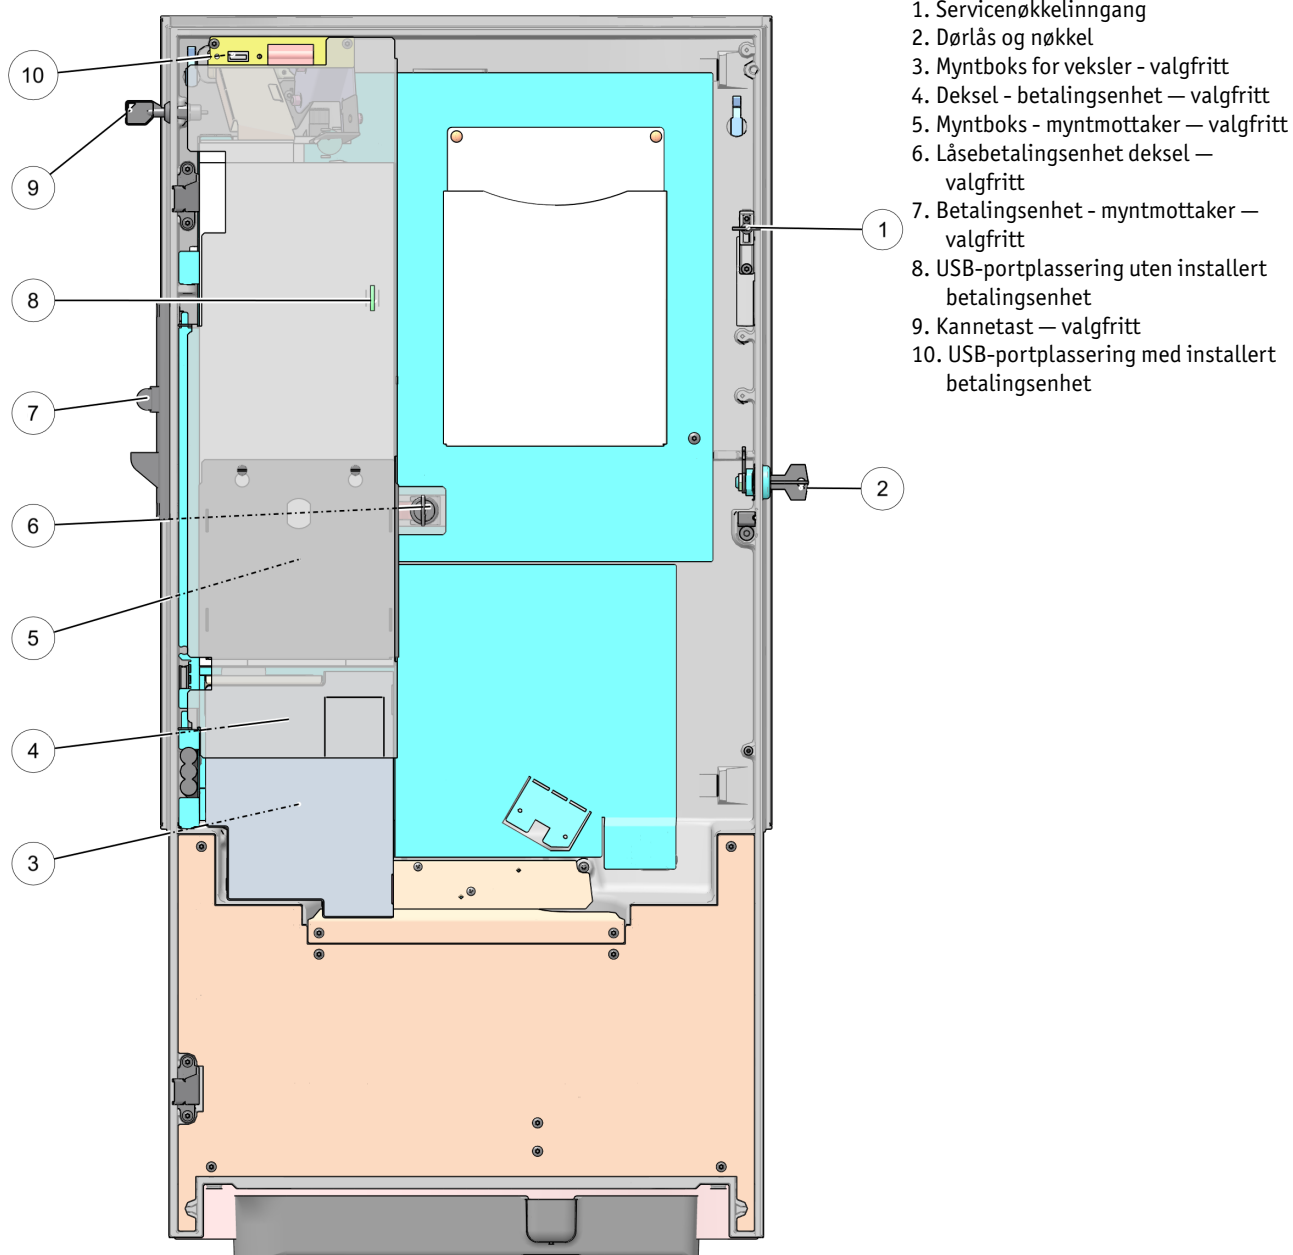 1. Servicenøkkelinngang
2. Dørlås og nøkkel
3. Myntboks for veksler - valgfritt
4. Deksel - betalingsenhet — valgfritt
5. Myntboks - myntmottaker — valgfritt
6. Låsebetalingsenhet deksel —
valgfritt
7. Betalingsenhet - myntmottaker —
valgfritt
8. USB-portplassering uten installert
betalingsenhet
9. Kannetast — valgfritt
10. USB-portplassering med installert
betalingsenhet
10
9
8
7
6
5
4
3
1
2